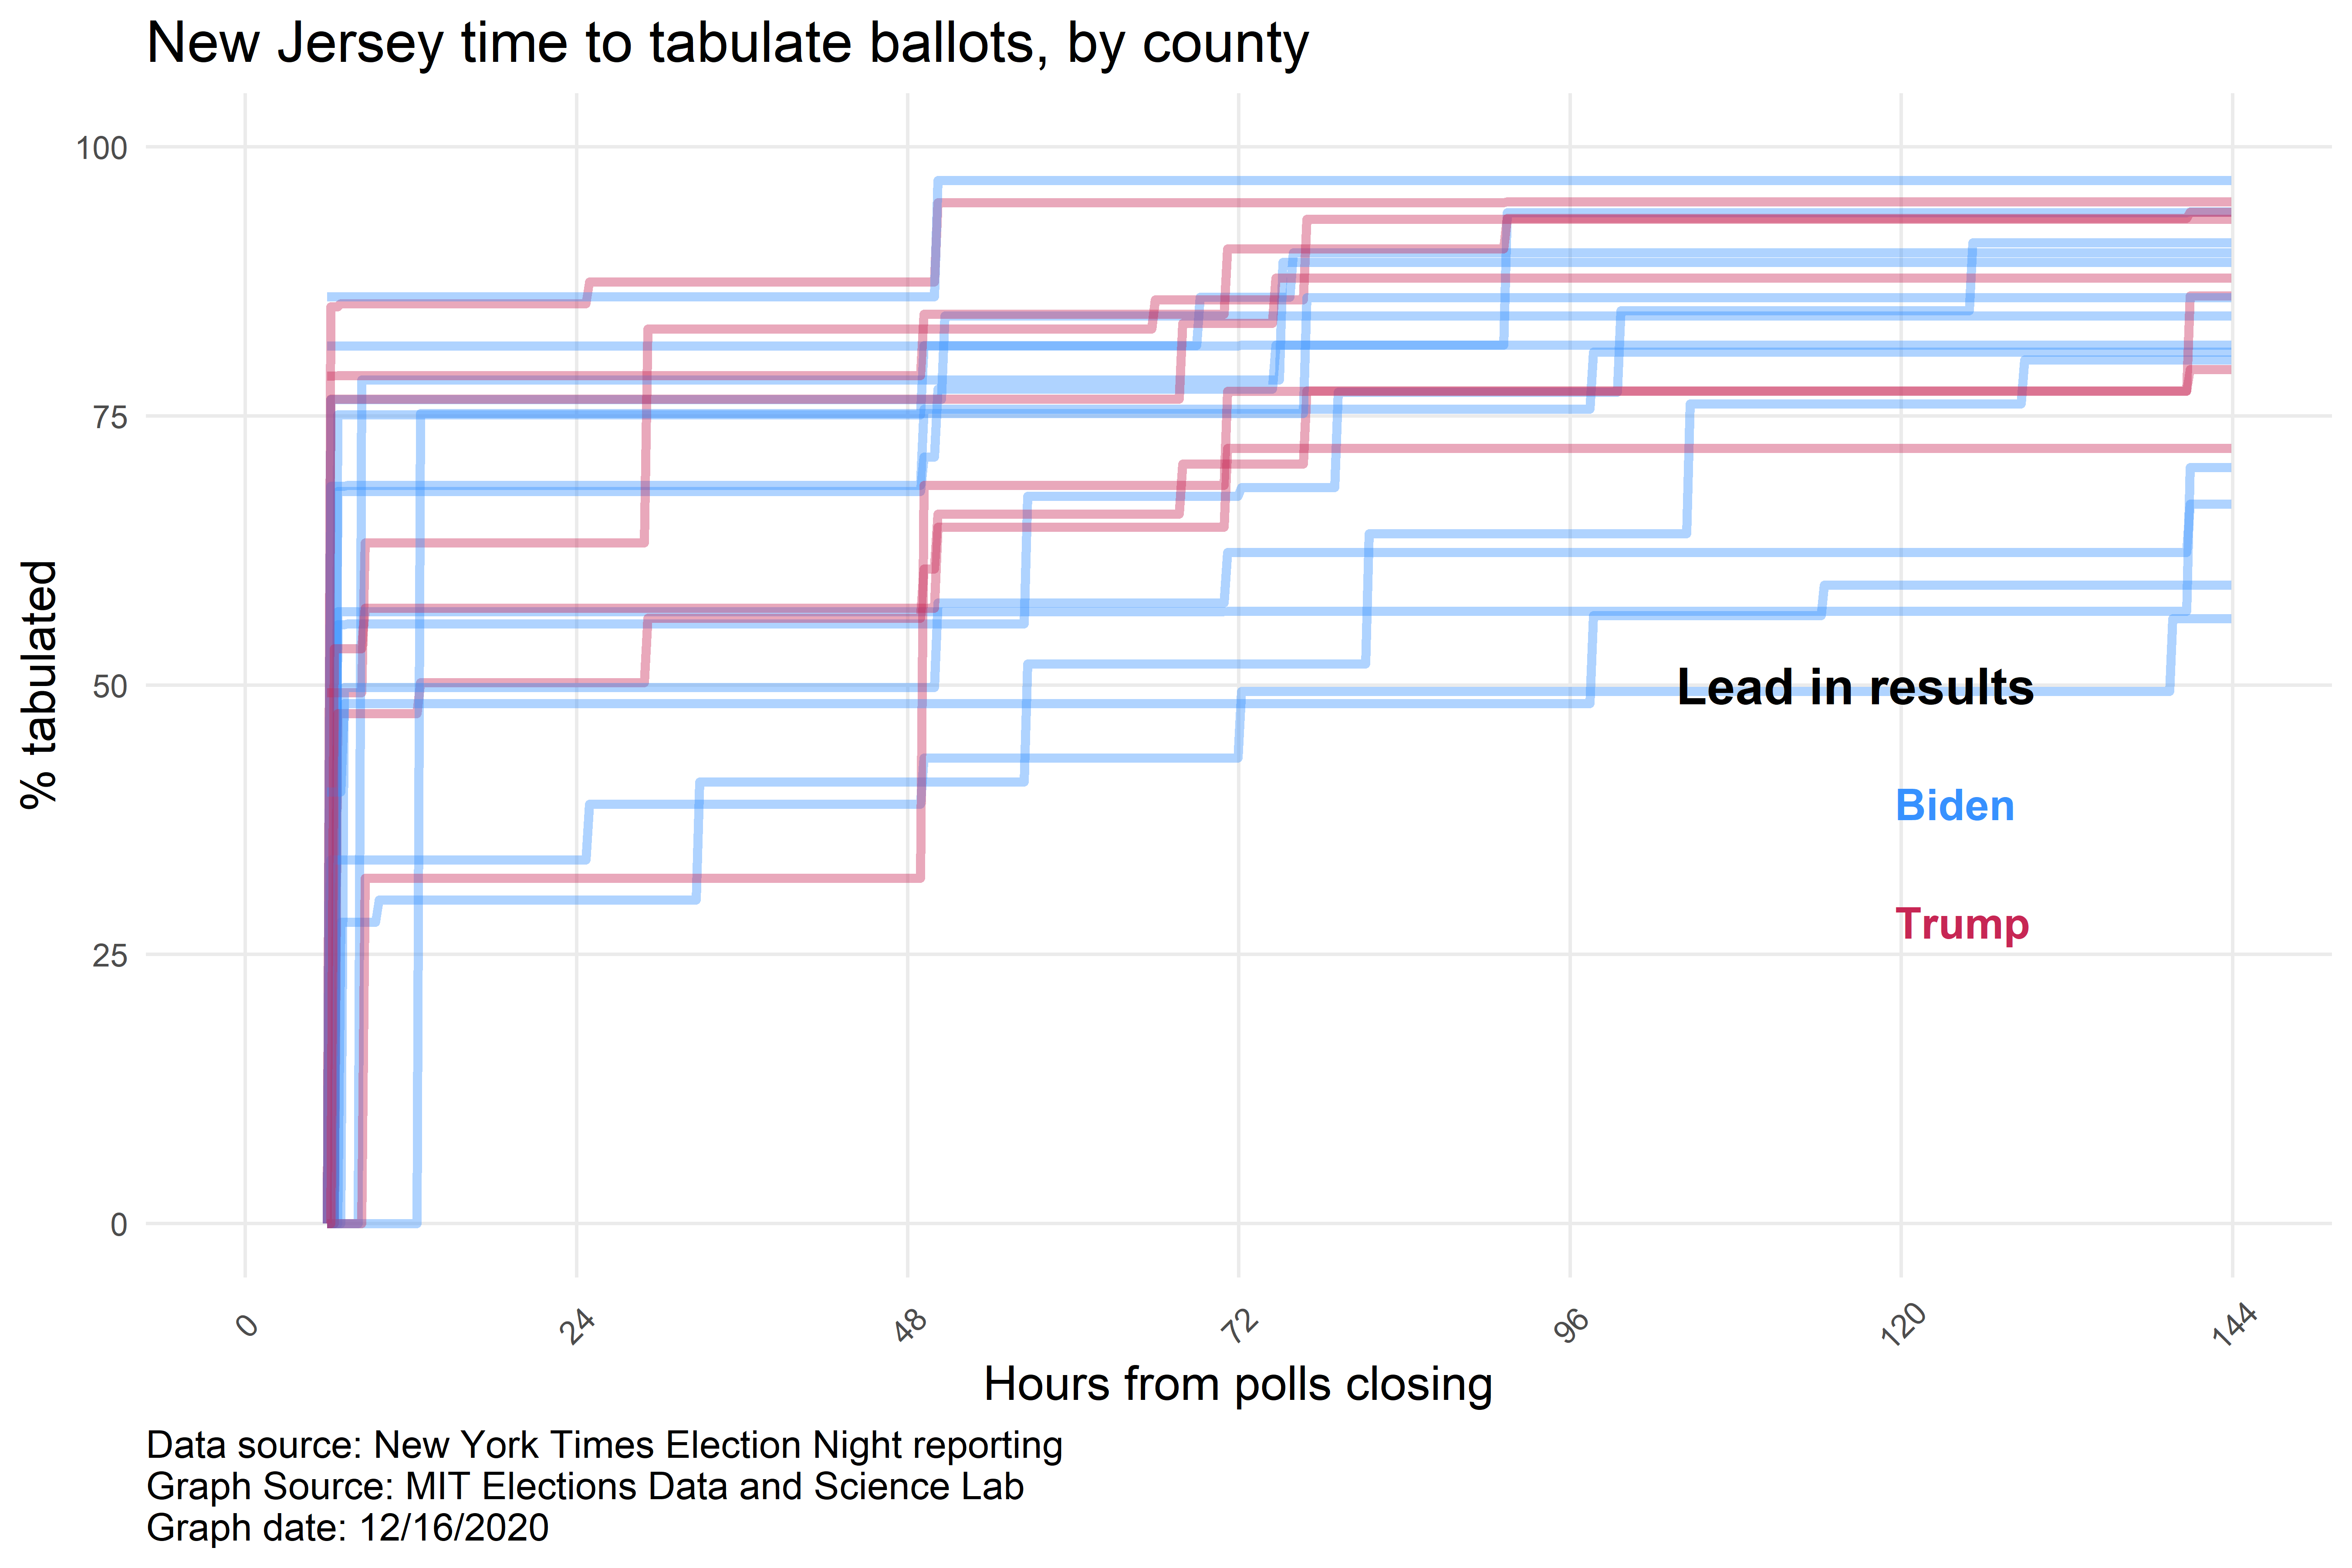 New Jersey time to tabulate ballots, by county
100
75
50
25
0
% tabulated
Lead in results
Biden
Trump
0 24 48 72 96 120 144
Hours from polls closing
Data source: New York Times Election Night reporting
Graph Source: MIT Elections Data and Science Lab
Graph date: 12/16/2020